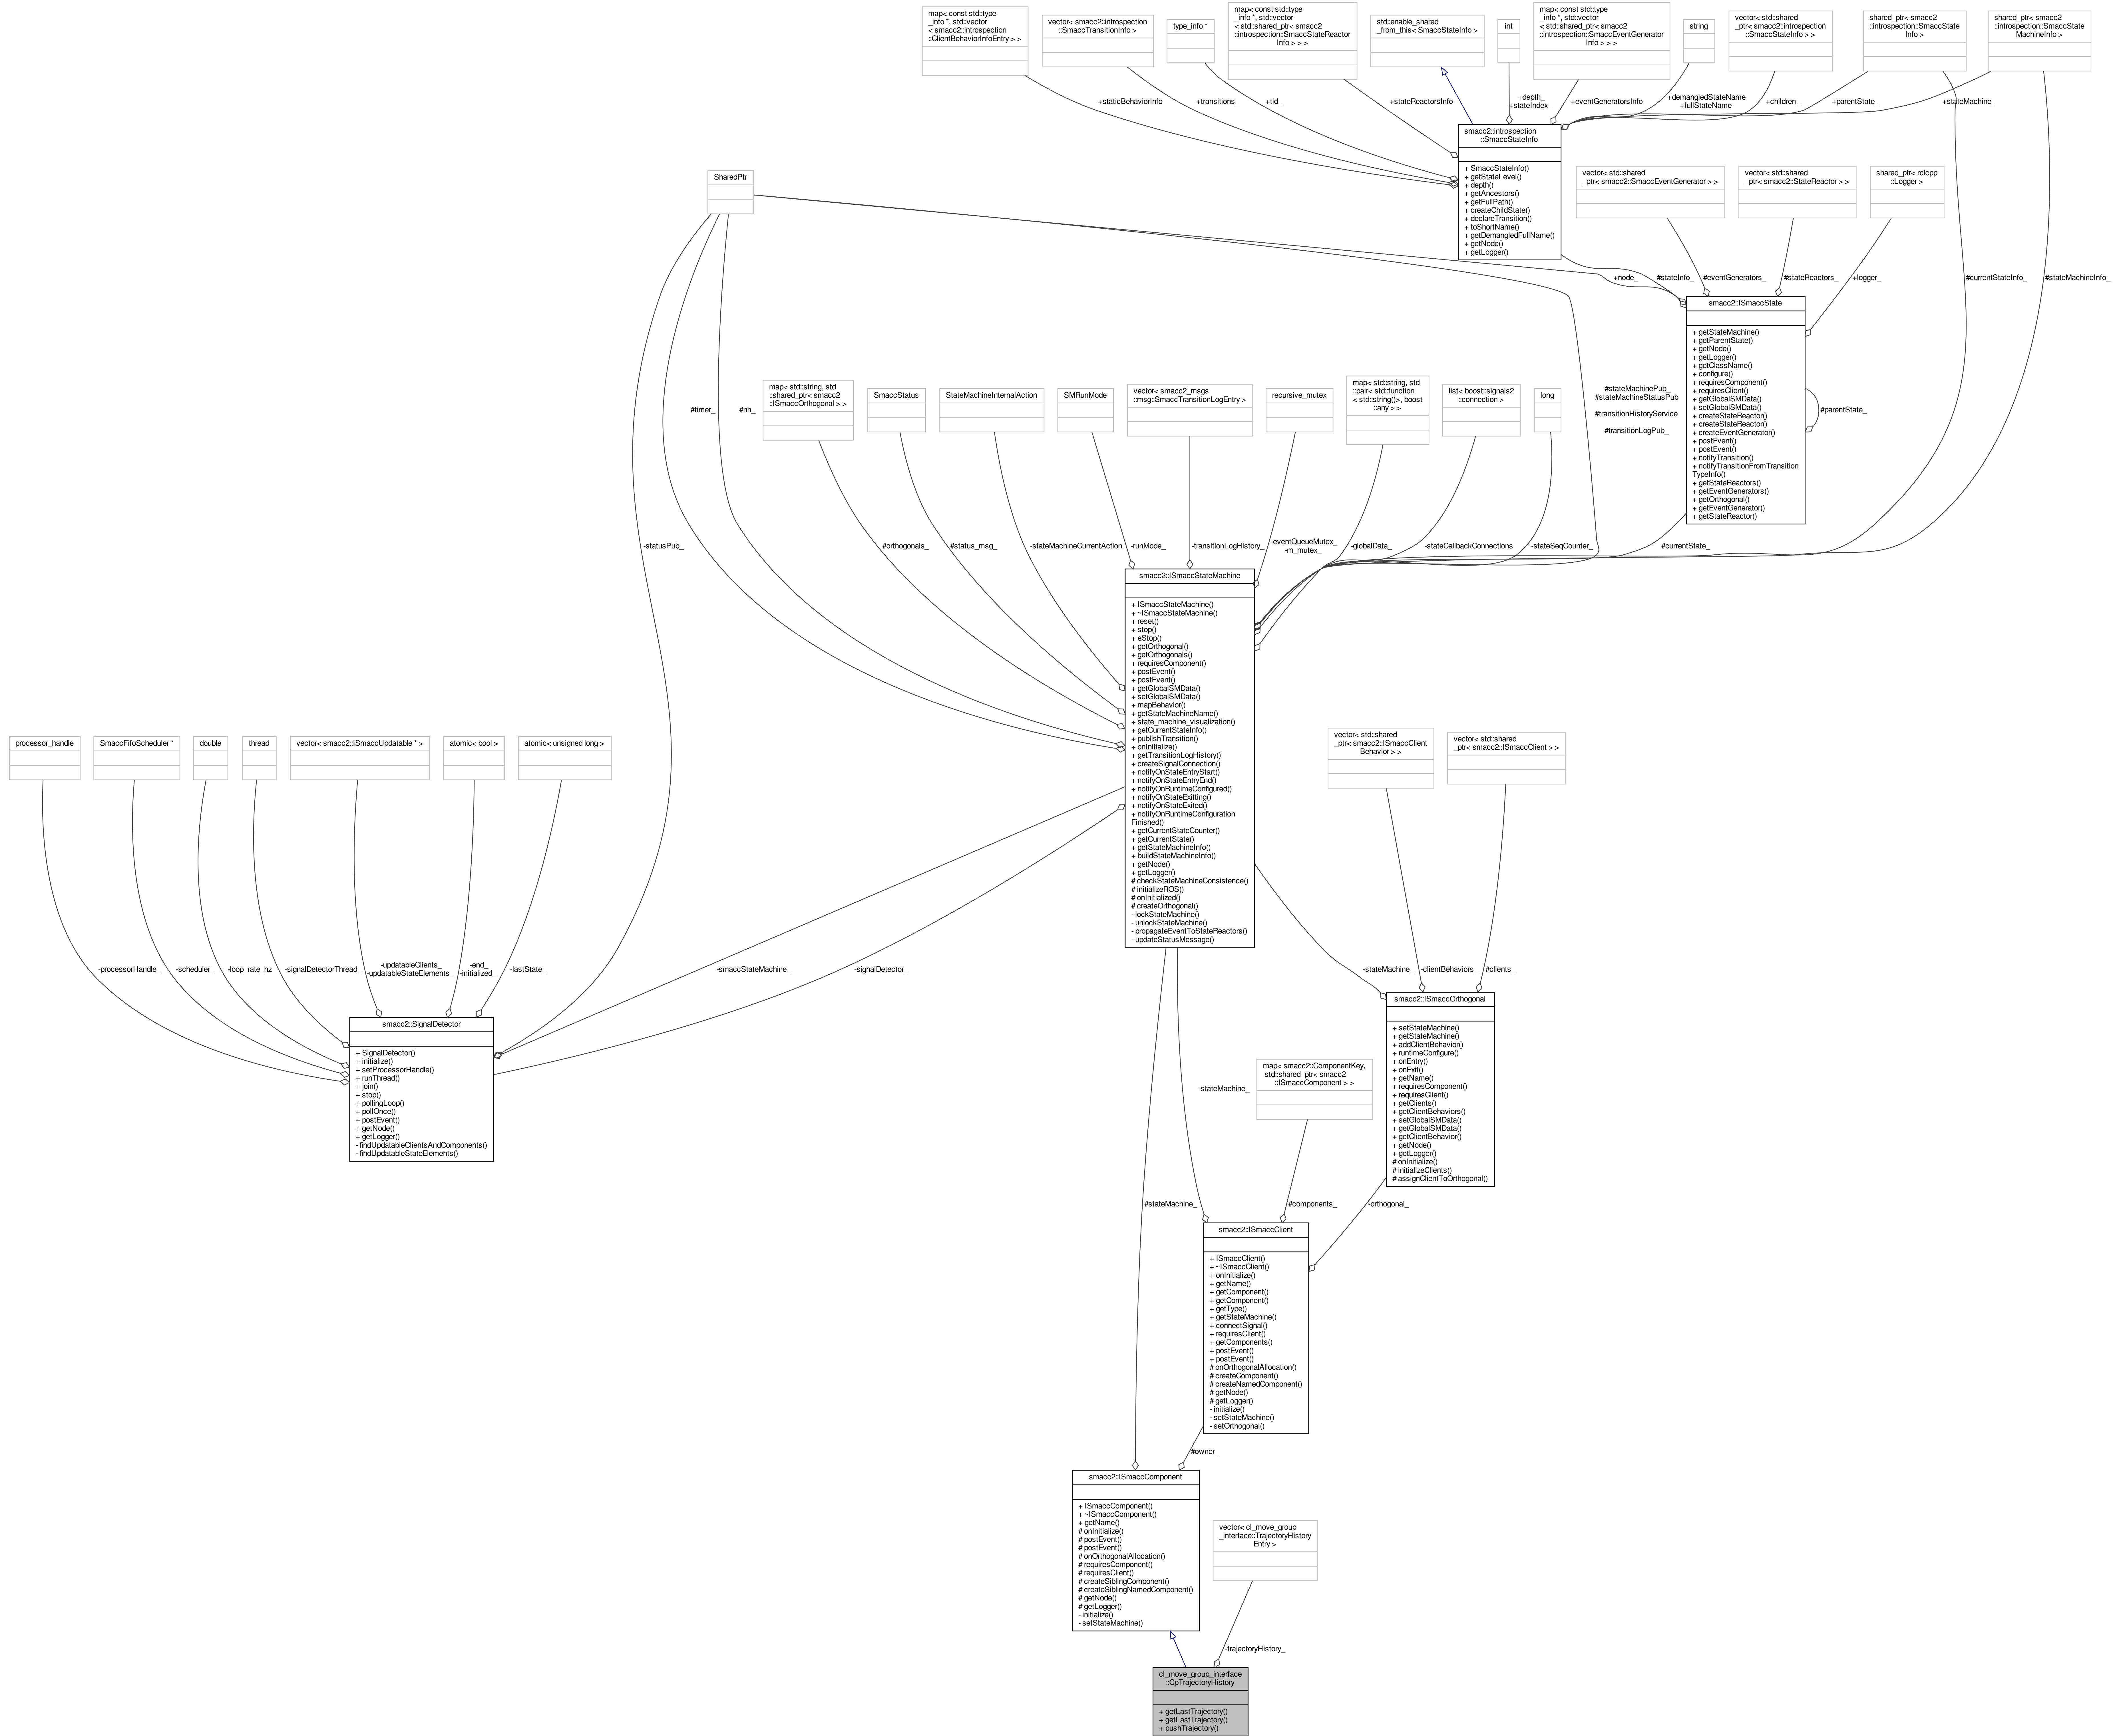 map< const std::type
_info *, std::vector
< smacc2::introspection
::ClientBehaviorInfoEntry > >
vector< smacc2::introspection
::SmaccTransitionInfo >
type_info *
map< const std::type
_info *, std::vector
< std::shared_ptr< smacc2
::introspection::SmaccStateReactor
Info > > >
std::enable_shared
_from_this< SmaccStateInfo >
int
map< const std::type
_info *, std::vector
< std::shared_ptr< smacc2
::introspection::SmaccEventGenerator
Info > > >
string
vector< std::shared
_ptr< smacc2::introspection
::SmaccStateInfo > >
shared_ptr< smacc2
::introspection::SmaccState
Info >
shared_ptr< smacc2
::introspection::SmaccState
MachineInfo >
+staticBehaviorInfo
+transitions_
+tid_
+stateReactorsInfo
+depth_
+stateIndex_
+eventGeneratorsInfo
+demangledStateName
+fullStateName
+children_
+parentState_
+stateMachine_
smacc2::introspection
::SmaccStateInfo
+ SmaccStateInfo()
+ getStateLevel()
+ depth()
+ getAncestors()
+ getFullPath()
+ createChildState()
+ declareTransition()
+ toShortName()
+ getDemangledFullName()
+ getNode()
+ getLogger()
SharedPtr
vector< std::shared
_ptr< smacc2::SmaccEventGenerator > >
vector< std::shared
_ptr< smacc2::StateReactor > >
shared_ptr< rclcpp
::Logger >
+node_
#stateInfo_
#eventGenerators_
#stateReactors_
+logger_
#currentStateInfo_
#stateMachineInfo_
smacc2::ISmaccState
+ getStateMachine()
+ getParentState()
+ getNode()
+ getLogger()
+ getClassName()
+ configure()
+ requiresComponent()
+ requiresClient()
+ getGlobalSMData()
+ setGlobalSMData()
+ createStateReactor()
+ createStateReactor()
+ createEventGenerator()
+ postEvent()
+ postEvent()
+ notifyTransition()
+ notifyTransitionFromTransition
TypeInfo()
+ getStateReactors()
+ getEventGenerators()
+ getOrthogonal()
+ getEventGenerator()
+ getStateReactor()
#parentState_
#timer_
#nh_
map< std::string, std
::shared_ptr< smacc2
::ISmaccOrthogonal > >
SmaccStatus
StateMachineInternalAction
SMRunMode
vector< smacc2_msgs
::msg::SmaccTransitionLogEntry >
recursive_mutex
map< std::string, std
::pair< std::function
< std::string()>, boost
::any > >
list< boost::signals2
::connection >
long
#stateMachinePub_
#stateMachineStatusPub
_
#transitionHistoryService
_
#transitionLogPub_
-statusPub_
#orthogonals_
#status_msg_
-stateMachineCurrentAction
-runMode_
-transitionLogHistory_
-eventQueueMutex_
-m_mutex_
-globalData_
-stateCallbackConnections
-stateSeqCounter_
#currentState_
smacc2::ISmaccStateMachine
+ ISmaccStateMachine()
+ ~ISmaccStateMachine()
+ reset()
+ stop()
+ eStop()
+ getOrthogonal()
+ getOrthogonals()
+ requiresComponent()
+ postEvent()
+ postEvent()
+ getGlobalSMData()
+ setGlobalSMData()
+ mapBehavior()
+ getStateMachineName()
+ state_machine_visualization()
+ getCurrentStateInfo()
+ publishTransition()
+ onInitialize()
+ getTransitionLogHistory()
+ createSignalConnection()
+ notifyOnStateEntryStart()
+ notifyOnStateEntryEnd()
+ notifyOnRuntimeConfigured()
+ notifyOnStateExitting()
+ notifyOnStateExited()
+ notifyOnRuntimeConfiguration
Finished()
+ getCurrentStateCounter()
+ getCurrentState()
+ getStateMachineInfo()
+ buildStateMachineInfo()
+ getNode()
+ getLogger()
# checkStateMachineConsistence()
# initializeROS()
# onInitialized()
# createOrthogonal()
- lockStateMachine()
- unlockStateMachine()
- propagateEventToStateReactors()
- updateStatusMessage()
processor_handle
SmaccFifoScheduler *
double
thread
vector< smacc2::ISmaccUpdatable * >
atomic< bool >
atomic< unsigned long >
vector< std::shared
_ptr< smacc2::ISmaccClient
Behavior > >
vector< std::shared
_ptr< smacc2::ISmaccClient > >
-processorHandle_
-scheduler_
-loop_rate_hz
-signalDetectorThread_
-updatableClients_
-updatableStateElements_
-end_
-initialized_
-lastState_
-smaccStateMachine_
-signalDetector_
-stateMachine_
-clientBehaviors_
#clients_
smacc2::SignalDetector
+ SignalDetector()
+ initialize()
+ setProcessorHandle()
+ runThread()
+ join()
+ stop()
+ pollingLoop()
+ pollOnce()
+ postEvent()
+ getNode()
+ getLogger()
- findUpdatableClientsAndComponents()
- findUpdatableStateElements()
smacc2::ISmaccOrthogonal
+ setStateMachine()
+ getStateMachine()
+ addClientBehavior()
+ runtimeConfigure()
+ onEntry()
+ onExit()
+ getName()
+ requiresComponent()
+ requiresClient()
+ getClients()
+ getClientBehaviors()
+ setGlobalSMData()
+ getGlobalSMData()
+ getClientBehavior()
+ getNode()
+ getLogger()
# onInitialize()
# initializeClients()
# assignClientToOrthogonal()
map< smacc2::ComponentKey,
std::shared_ptr< smacc2
::ISmaccComponent > >
-stateMachine_
#stateMachine_
#components_
-orthogonal_
smacc2::ISmaccClient
+ ISmaccClient()
+ ~ISmaccClient()
+ onInitialize()
+ getName()
+ getComponent()
+ getComponent()
+ getType()
+ getStateMachine()
+ connectSignal()
+ requiresClient()
+ getComponents()
+ postEvent()
+ postEvent()
# onOrthogonalAllocation()
# createComponent()
# createNamedComponent()
# getNode()
# getLogger()
- initialize()
- setStateMachine()
- setOrthogonal()
#owner_
smacc2::ISmaccComponent
+ ISmaccComponent()
+ ~ISmaccComponent()
+ getName()
# onInitialize()
# postEvent()
# postEvent()
# onOrthogonalAllocation()
# requiresComponent()
# requiresClient()
# createSiblingComponent()
# createSiblingNamedComponent()
# getNode()
# getLogger()
- initialize()
- setStateMachine()
vector< cl_move_group
_interface::TrajectoryHistory
Entry >
-trajectoryHistory_
cl_move_group_interface
::CpTrajectoryHistory
+ getLastTrajectory()
+ getLastTrajectory()
+ pushTrajectory()